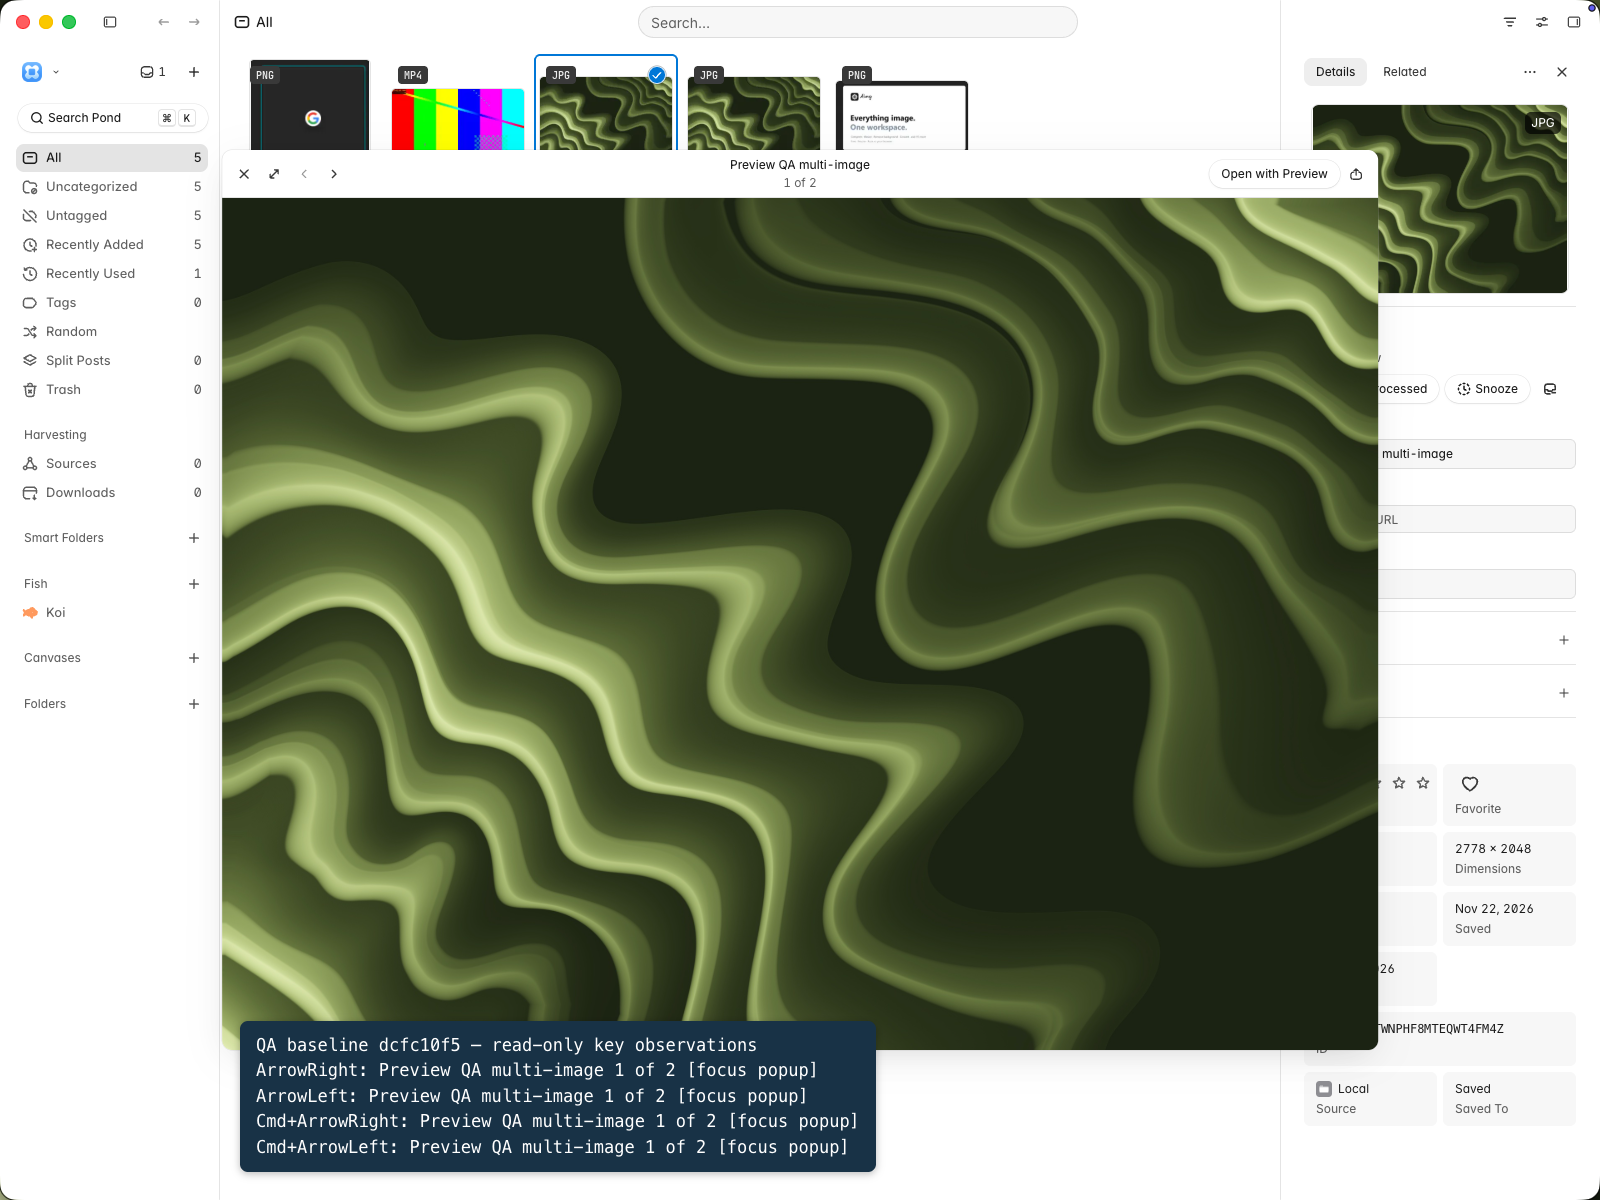 All
Search...
1
Search Pond
⌘ K
All 5
Uncategorized 5
Untagged 5
Recently Added 5
Recently Used 1
Tags 0
Random
Split Posts 0
Trash 0
Harvesting
Sources 0
Downloads 0
Smart Folders
Fish
Koi
Canvases
Folders
PNG
MP4
JPG
JPG
PNG
Everything image.
One workspace.
Preview QA multi-image
1 of 2
Open with Preview
Details Related
JPG
ocessed
Snooze
multi-image
URL
Favorite
2778 × 2048
Dimensions
Nov 22, 2026
Saved
26
TWNPHF8MTEQWT4FM4Z
ID
Local
Source
Saved
Saved To
QA baseline dcfc10f5 — read-only key observations
ArrowRight: Preview QA multi-image 1 of 2 [focus popup]
ArrowLeft: Preview QA multi-image 1 of 2 [focus popup]
Cmd+ArrowRight: Preview QA multi-image 1 of 2 [focus popup]
Cmd+ArrowLeft: Preview QA multi-image 1 of 2 [focus popup]